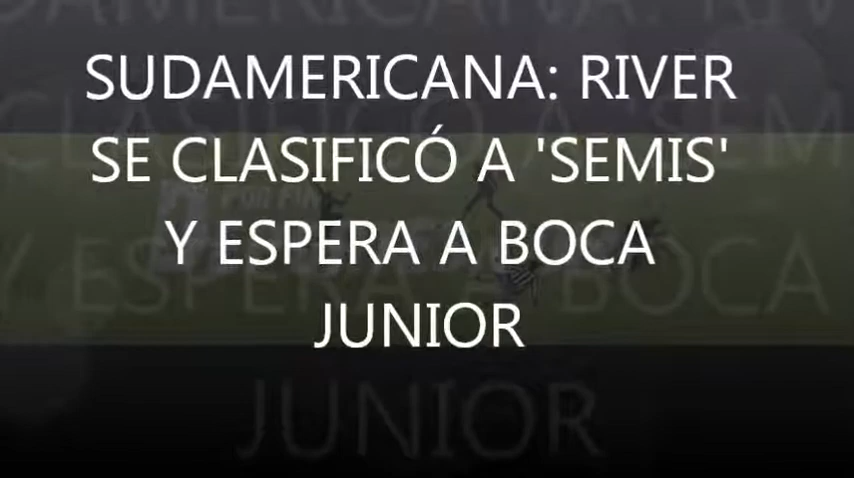 SUDAMERICANA: RIVER
SE CLASIFICÓ A 'SEMIS'
Y ESPERA A BOCA
JUNIOR